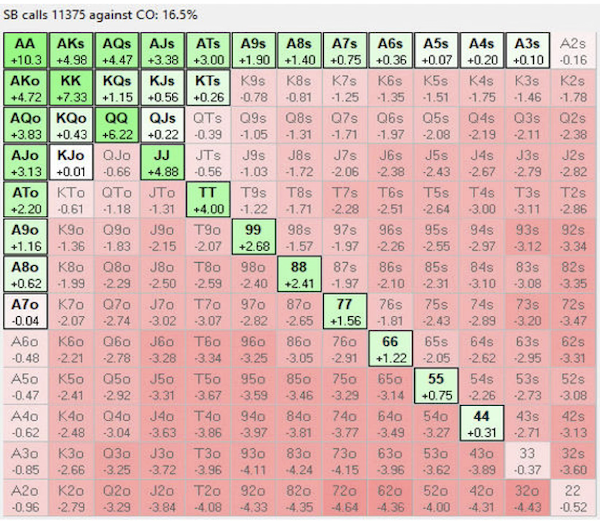 SB calls 11375 against CO: 16.5%
AA AKs AQs AJs ATs A9s A8s A7s A6s A5s A4s A3s A2s
+10.3 +4.98 +4.47 +3.38 +3.00 +1.90 +1.40 +0.75 +0.36 +0.07 +0.20 +0.10 -0.16
AKo KK KQs KJs KTs K9s K8s K7s K6s K5s K4s K3s K2s
+4.72 +7.33 +1.15 +0.56 +0.26 -0.78 -0.81 -1.25 -1.35 -1.51 -1.75 -1.46 -1.78
AQo KQo QQ QJs QTs Q9s Q8s Q7s Q6s Q5s Q4s Q3s Q2s
+3.83 +0.43 +6.22 +0.22 -0.39 -1.05 -1.31 -1.71 -1.97 -2.08 -2.19 -2.11 -2.38
AJo KJo QJo JJ JTs J9s J8s J7s J6s J5s J4s J3s J2s
+3.13 +0.01 -0.66 +4.88 -0.56 -1.03 -1.72 -2.06 -2.38 -2.43 -2.67 -2.79 -2.82
ATo KTo QTo JTo TT T9s T8s T7s T6s T5s T4s T3s T2s
+2.20 -0.61 -1.18 -1.31 +4.00 -1.22 -1.71 -2.28 -2.51 -2.64 -3.00 -3.11 -2.86
A9o K9o Q9o J9o T9o 99 98s 97s 96s 95s 94s 93s 92s
+1.16 -1.36 -1.83 -2.15 -2.07 +2.68 -1.57 -1.97 -2.26 -2.55 -2.97 -3.12 -3.34
A8o K8o Q8o J8o T8o 98o 88 87s 86s 85s 84s 83s 82s
+0.62 -1.99 -2.29 -2.50 -2.59 -2.40 +2.41 -1.97 -2.10 -2.31 -3.10 -3.08 -3.35
A7o K7o Q7o J7o T7o 97o 87o 77 76s 75s 74s 73s 72s
-0.04 -2.07 -2.74 -3.02 -3.07 -2.82 -2.65 +1.56 -1.81 -2.43 -2.89 -3.20 -3.47
A6o K6o Q6o J6o T6o 96o 86o 76o 66 65s 64s 63s 62s
-0.48 -2.21 -2.78 -3.28 -3.34 -3.25 -3.05 -2.91 +1.22 -2.05 -2.62 -2.95 -3.31
A5o K5o Q5o J5o T5o 95o 85o 75o 65o 55 54s 53s 52s
-0.47 -2.41 -2.92 -3.31 -3.67 -3.59 -3.46 -3.29 -3.14 +0.75 -2.26 -2.73 -3.08
A4o K4o Q4o J4o T4o 94o 84o 74o 64o 54o 44 43s 42s
-0.62 -2.48 -3.04 -3.63 -3.86 -3.97 -3.81 -3.77 -3.49 -3.27 +0.31 -2.71 -3.13
A3o K3o Q3o J3o T3o 93o 83o 73o 63o 53o 43o 33 32s
-0.85 -2.66 -3.25 -3.72 -3.96 -4.11 -4.24 -4.15 -3.96 -3.62 -3.89 -0.37 -3.60
A2o K2o Q2o J2o T2o 92o 82o 72o 62o 52o 42o 32o 22
-0.96 -2.79 -3.29 -3.84 -4.08 -4.33 -4.35 -4.64 -4.36 -4.00 -4.31 -4.43 -0.52